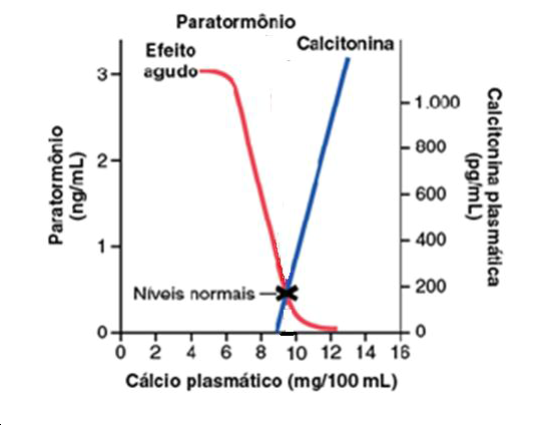 Paratormônio
Efeito
agudo
Calcitonina
Paratormônio
(ng/mL)
3
2
1
0
Níveis normais
1.000
800
600
400
200
0
Calcitonina plasmática
(pg/mL)
0 2 4 6 8 10 12 14 16
Cálcio plasmático (mg/100 mL)